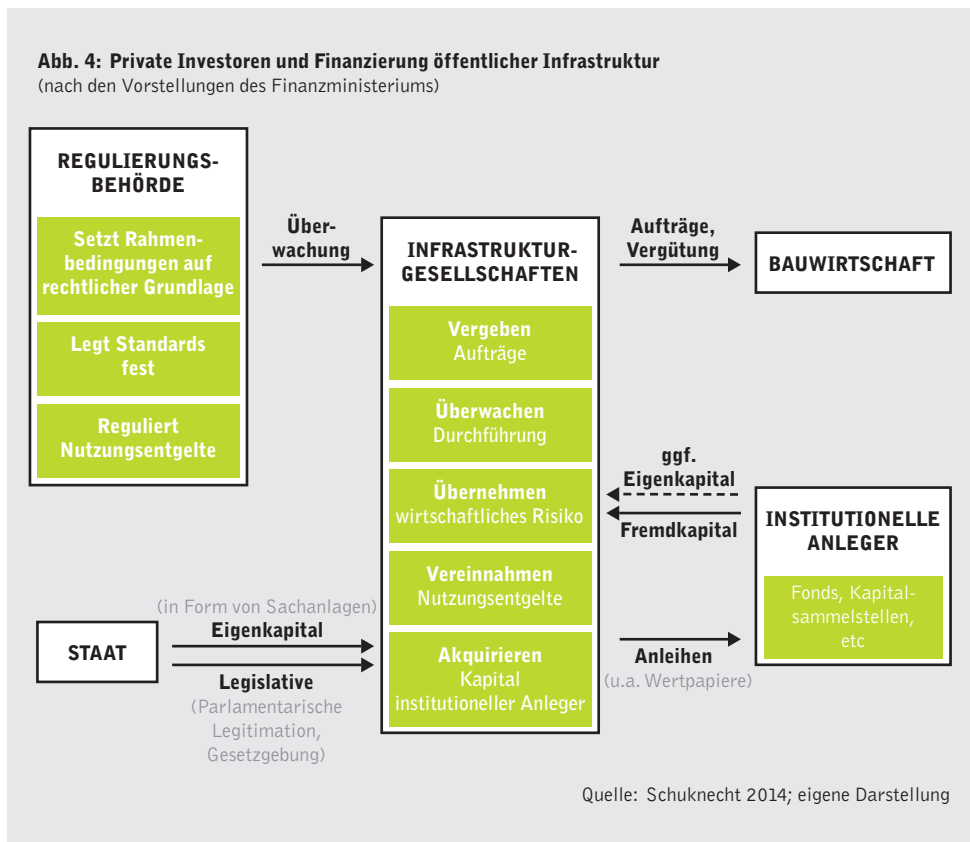 Abb. 4: Private Investoren und Finanzierung öffentlicher Infrastruktur
(nach den Vorstellungen des Finanzministeriums)
REGULIERUNGS-
BEHÖRDE
Setzt Rahmen-
bedingungen auf
rechtlicher Grundlage
Legt Standards
fest
Reguliert
Nutzungsentgelte
Über-
wachung
INFRASTRUKTUR-
GESELLSCHAFTEN
Vergeben
Aufträge
Überwachen
Durchführung
Übernehmen
wirtschaftliches Risiko
Vereinnahmen
Nutzungsentgelte
Akquirieren
Kapital
institutioneller Anleger
Aufträge,
Vergütung
BAUWIRTSCHAFT
ggf.
Eigenkapital
Fremdkapital
INSTITUTIONELLE
ANLEGER
Fonds, Kapital-
sammelstellen,
etc
STAAT
(in Form von Sachanlagen)
Eigenkapital
Legislative
(Parlamentarische
Legitimation,
Gesetzgebung)
Anleihen
(u.a. Wertpapiere)
Quelle: Schuknecht 2014; eigene Darstellung